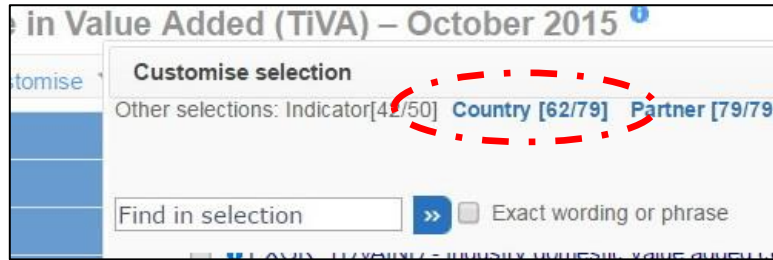 e in Value Added (TiVA) – October 2015 i
tomise Customise selection
Other selections: Indicator[42/50] Country [62/79] Partner [79/79
Find in selection » Exact wording or phrase